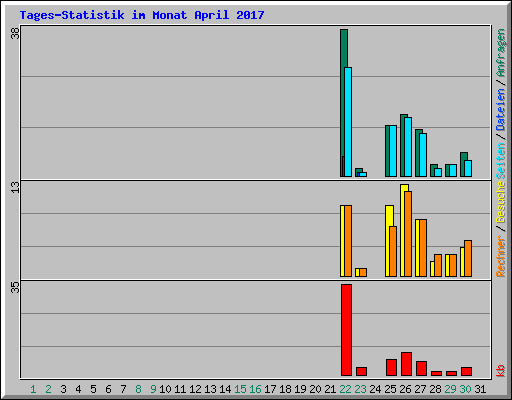 Tages-Statistik im Monat April 2017
38
13
35
Rechner / Besuche Seiten / Dateien / Anfragen
kb
1 2 3 4 5 6 7 8 9 10 11 12 13 14 15 16 17 18 19 20 21 22 23 24 25 26 27 28 29 30 31